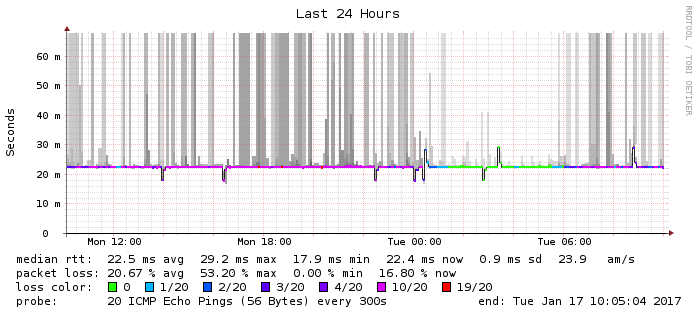 Last 24 Hours
RRDTOOL / TOBI OETIKER
Seconds
60 m
50 m
40 m
30 m
20 m
10 m
0
Mon 12:00 Mon 18:00 Tue 00:00 Tue 06:00
median rtt: 22.5 ms avg 29.2 ms max 17.9 ms min 22.4 ms now 0.9 ms sd 23.9 am/s
packet loss: 20.67 % avg 53.20 % max 0.00 % min 16.80 % now
loss color: 0 1/20 2/20 3/20 4/20 10/20 19/20
probe: 20 ICMP Echo Pings (56 Bytes) every 300s end: Tue Jan 17 10:05:04 2017